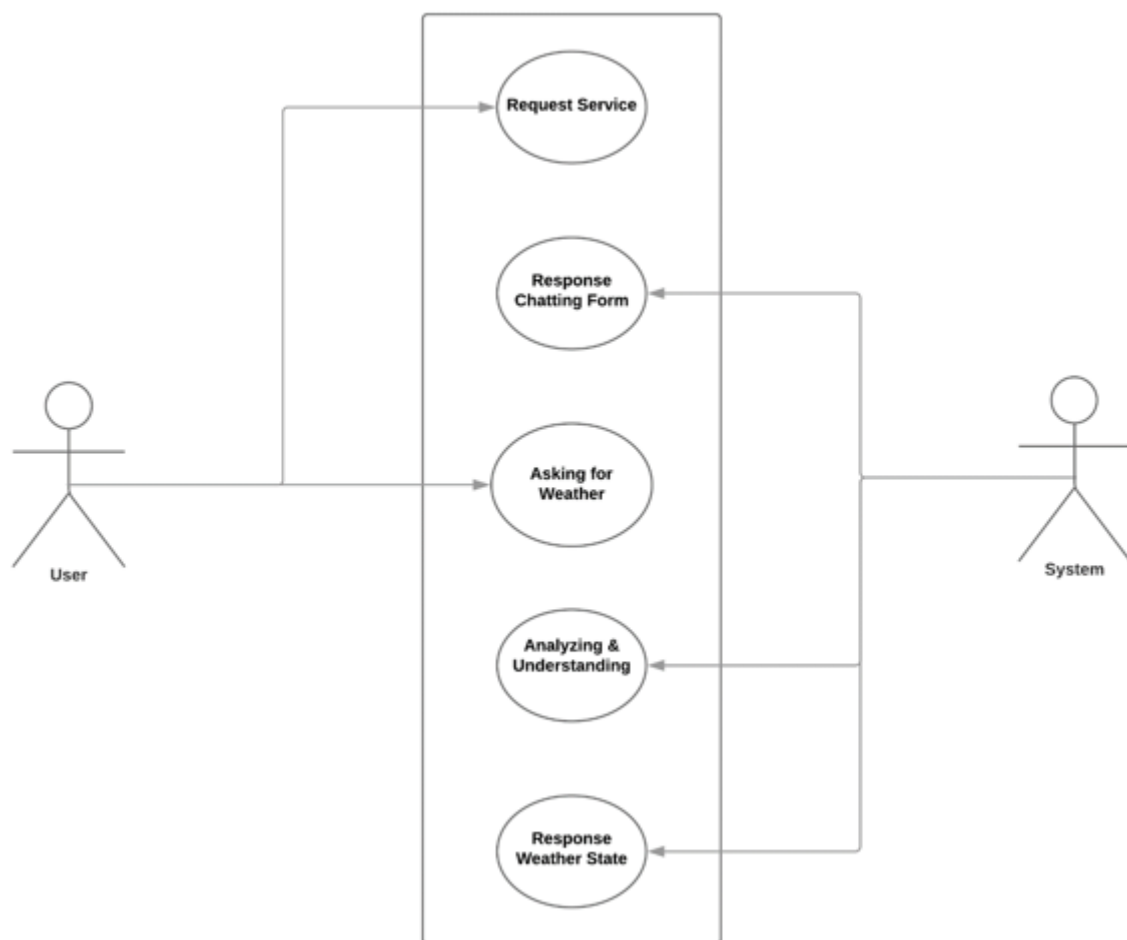 Request Service
Response
Chatting Form
Asking for
Weather
User
System
Analyzing &
Understanding
Response
Weather State